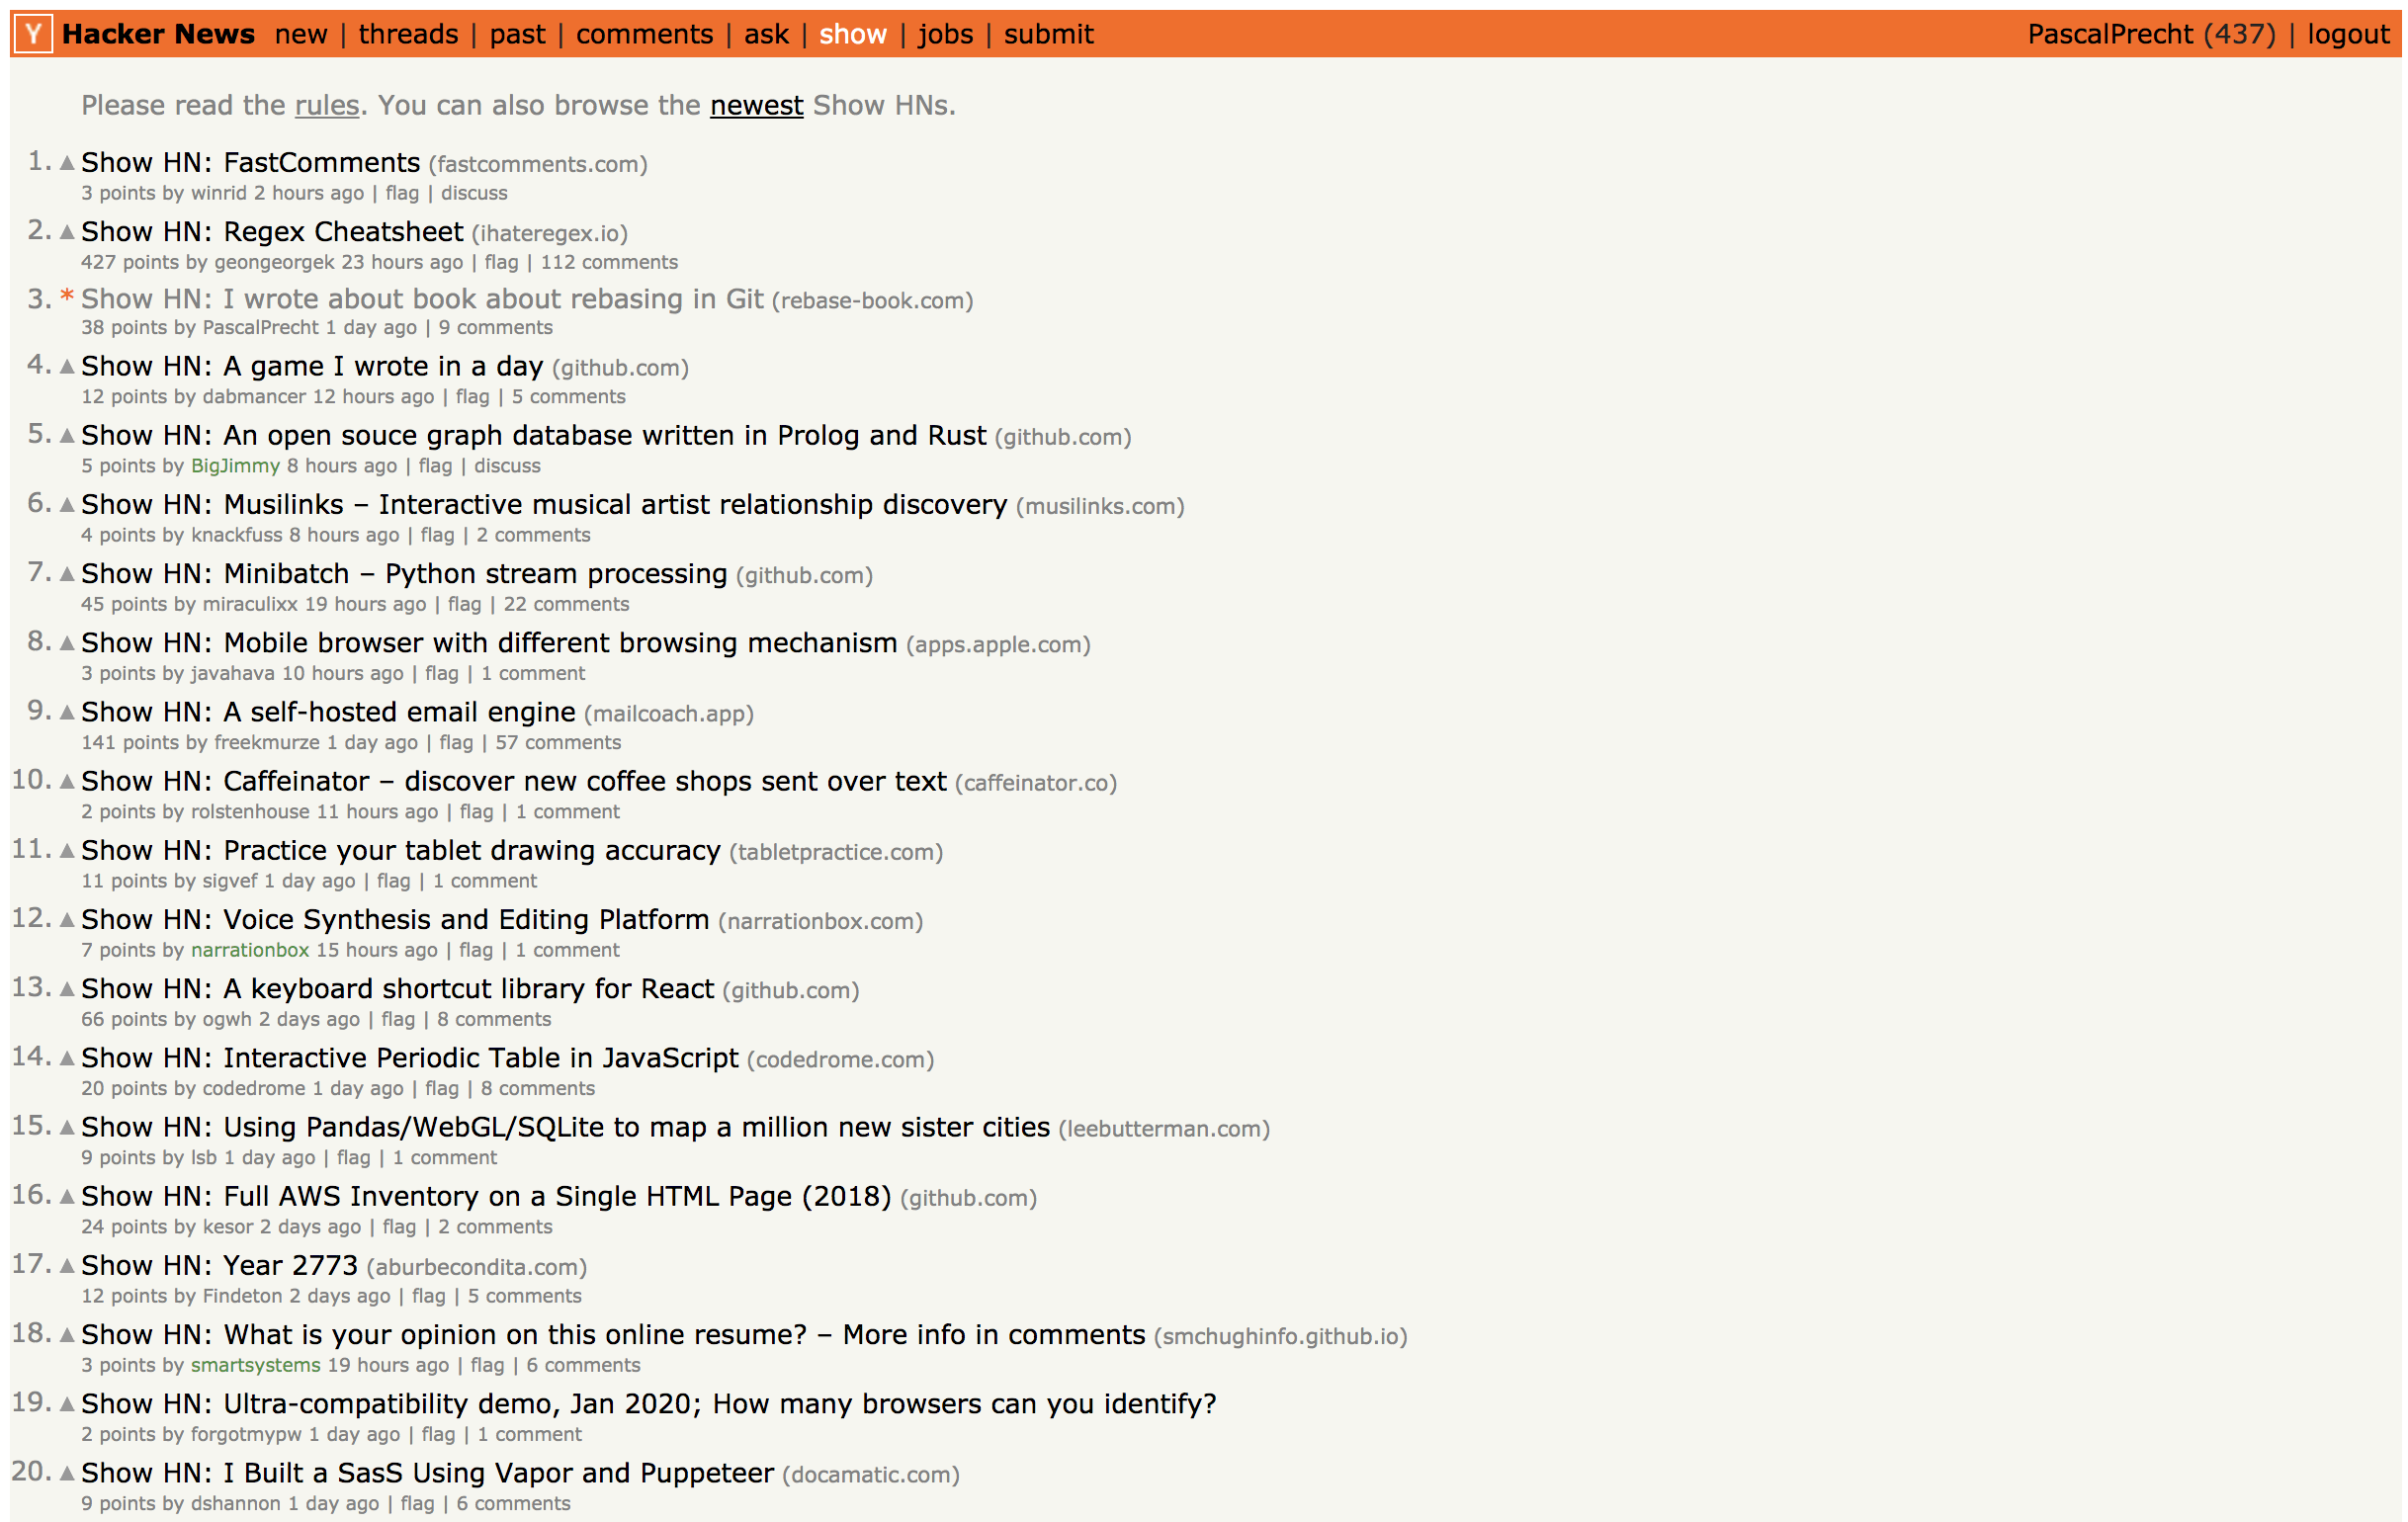 Y Hacker News new | threads | past | comments | ask | show | jobs | submit PascalPrecht (437) | logout
Please read the rules. You can also browse the newest Show HNs.
1. ▲ Show HN: FastComments (fastcomments.com)
3 points by winrid 2 hours ago | flag | discuss
2. ▲ Show HN: Regex Cheatsheet (ihateregex.io)
427 points by geongeorgek 23 hours ago | flag | 112 comments
3. * Show HN: I wrote about book about rebasing in Git (rebase-book.com)
38 points by PascalPrecht 1 day ago | 9 comments
4. ▲ Show HN: A game I wrote in a day (github.com)
12 points by dabmancer 12 hours ago | flag | 5 comments
5. ▲ Show HN: An open souce graph database written in Prolog and Rust (github.com)
5 points by BigJimmy 8 hours ago | flag | discuss
6. ▲ Show HN: Musilinks – Interactive musical artist relationship discovery (musilinks.com)
4 points by knackfuss 8 hours ago | flag | 2 comments
7. ▲ Show HN: Minibatch – Python stream processing (github.com)
45 points by miraculixx 19 hours ago | flag | 22 comments
8. ▲ Show HN: Mobile browser with different browsing mechanism (apps.apple.com)
3 points by javahava 10 hours ago | flag | 1 comment
9. ▲ Show HN: A self-hosted email engine (mailcoach.app)
141 points by freekmurze 1 day ago | flag | 57 comments
10. ▲ Show HN: Caffeinator – discover new coffee shops sent over text (caffeinator.co)
2 points by rolstenhouse 11 hours ago | flag | 1 comment
11. ▲ Show HN: Practice your tablet drawing accuracy (tabletpractice.com)
11 points by sigvef 1 day ago | flag | 1 comment
12. ▲ Show HN: Voice Synthesis and Editing Platform (narrationbox.com)
7 points by narrationbox 15 hours ago | flag | 1 comment
13. ▲ Show HN: A keyboard shortcut library for React (github.com)
66 points by ogwh 2 days ago | flag | 8 comments
14. ▲ Show HN: Interactive Periodic Table in JavaScript (codedrome.com)
20 points by codedrome 1 day ago | flag | 8 comments
15. ▲ Show HN: Using Pandas/WebGL/SQLite to map a million new sister cities (leebutterman.com)
9 points by lsb 1 day ago | flag | 1 comment
16. ▲ Show HN: Full AWS Inventory on a Single HTML Page (2018) (github.com)
24 points by kesor 2 days ago | flag | 2 comments
17. ▲ Show HN: Year 2773 (aburbecondita.com)
12 points by Findeton 2 days ago | flag | 5 comments
18. ▲ Show HN: What is your opinion on this online resume? – More info in comments (smchughinfo.github.io)
3 points by smartsystems 19 hours ago | flag | 6 comments
19. ▲ Show HN: Ultra-compatibility demo, Jan 2020; How many browsers can you identify?
2 points by forgotmypw 1 day ago | flag | 1 comment
20. ▲ Show HN: I Built a SasS Using Vapor and Puppeteer (docamatic.com)
9 points by dshannon 1 day ago | flag | 6 comments